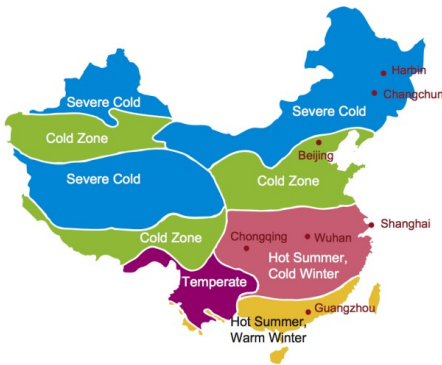 Harbin
Severe Cold
Changchun
Severe Cold
Cold Zone
Beijing
Severe Cold
Cold Zone
Shanghai
Cold Zone
Chongqing
Wuhan
Hot Summer,
Cold Winter
Temperate
Guangzhou
Hot Summer,
Warm Winter